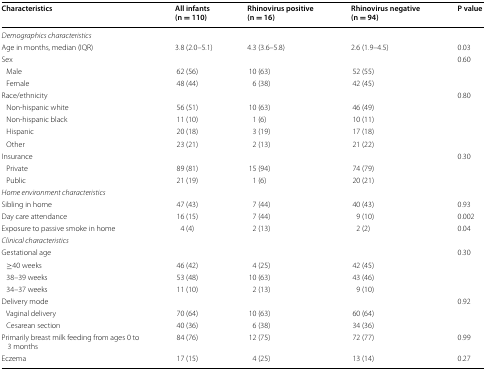 Characteristics All infants (n = 110) Rhinovirus positive (n = 16) Rhinovirus negative (n = 94) P value
Demographics characteristics
Age in months, median (IQR) 3.8 (2.0–5.1) 4.3 (3.6–5.8) 2.6 (1.9–4.5) 0.03
Sex 0.60
Male 62 (56) 10 (63) 52 (55)
Female 48 (44) 6 (38) 42 (45)
Race/ethnicity 0.80
Non-hispanic white 56 (51) 10 (63) 46 (49)
Non-hispanic black 11 (10) 1 (6) 10 (11)
Hispanic 20 (18) 3 (19) 17 (18)
Other 23 (21) 2 (13) 21 (22)
Insurance 0.30
Private 89 (81) 15 (94) 74 (79)
Public 21 (19) 1 (6) 20 (21)
Home environment characteristics
Sibling in home 47 (43) 7 (44) 40 (43) 0.93
Day care attendance 16 (15) 7 (44) 9 (10) 0.002
Exposure to passive smoke in home 4 (4) 2 (13) 2 (2) 0.04
Clinical characteristics
Gestational age 0.30
≥40 weeks 46 (42) 4 (25) 42 (45)
38–39 weeks 53 (48) 10 (63) 43 (46)
34–37 weeks 11 (10) 2 (13) 9 (10)
Delivery mode 0.92
Vaginal delivery 70 (64) 10 (63) 60 (64)
Cesarean section 40 (36) 6 (38) 34 (36)
Primarily breast milk feeding from ages 0 to 84 (76) 12 (75) 72 (77) 0.99
3 months
Eczema 17 (15) 4 (25) 13 (14) 0.27